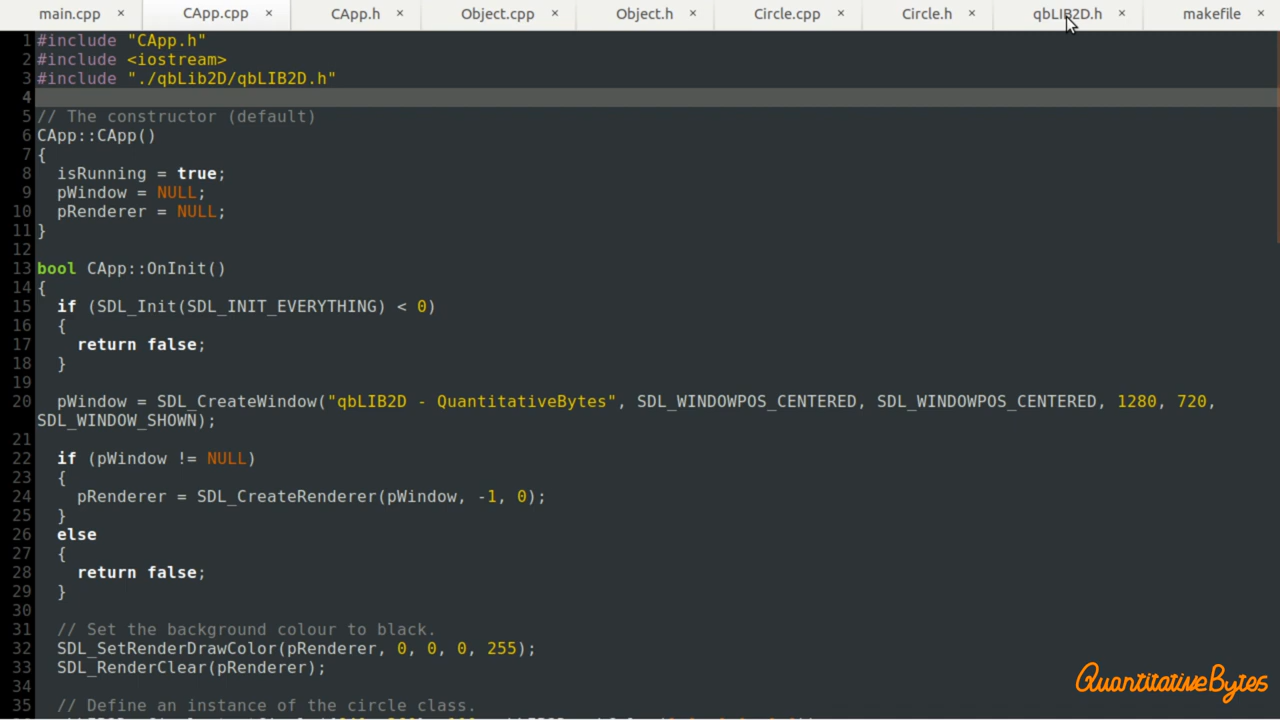 main.cpp × CApp.cpp × CApp.h × Object.cpp × Object.h × Circle.cpp × Circle.h × qbLIB2D.h × makefile ×
1 #include "CApp.h"
2 #include <iostream>
3 #include "./qbLib2D/qbLIB2D.h"
4
5 // The constructor (default)
6 CApp::CApp()
7 {
8   isRunning = true;
9   pWindow = NULL;
10   pRenderer = NULL;
11 }
12
13 bool CApp::OnInit()
14 {
15   if (SDL_Init(SDL_INIT_EVERYTHING) < 0)
16   {
17     return false;
18   }
19
20   pWindow = SDL_CreateWindow("qbLIB2D - QuantitativeBytes", SDL_WINDOWPOS_CENTERED, SDL_WINDOWPOS_CENTERED, 1280, 720,
SDL_WINDOW_SHOWN);
21
22   if (pWindow != NULL)
23   {
24     pRenderer = SDL_CreateRenderer(pWindow, -1, 0);
25   }
26   else
27   {
28     return false;
29   }
30
31   // Set the background colour to black.
32   SDL_SetRenderDrawColor(pRenderer, 0, 0, 0, 255);
33   SDL_RenderClear(pRenderer);
34
35   // Define an instance of the circle class.
QuantitativeBytes